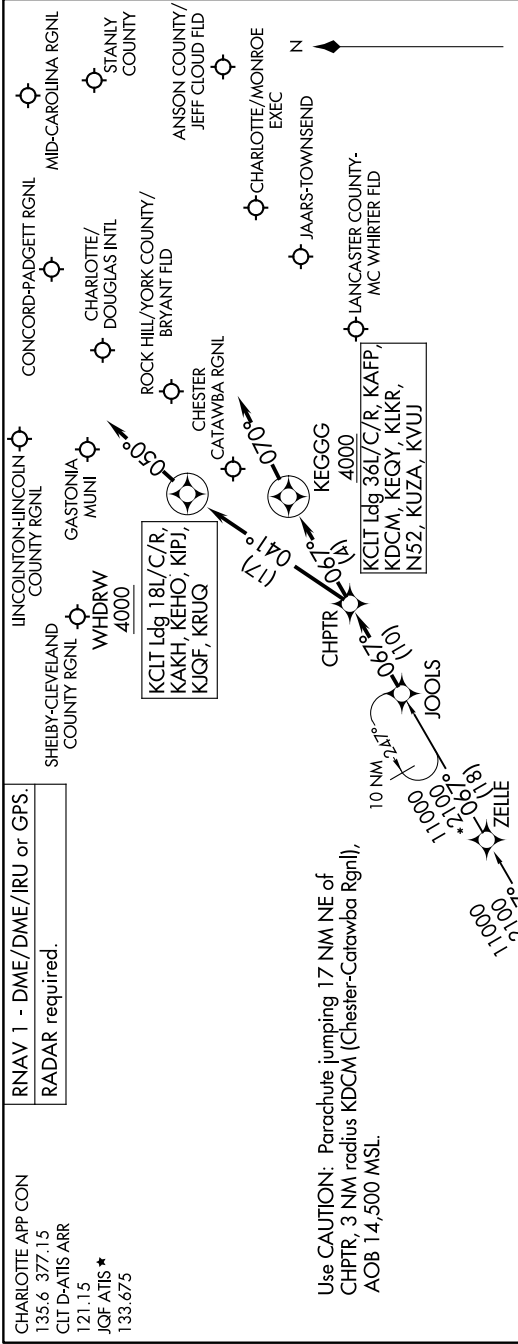 CHARLOTTE APP CON
135.6 377.15
CLT D-ATIS ARR
121.15
JQF ATIS ★
133.675
RNAV 1 - DME/DME/IRU or GPS.
RADAR required.
LINCOLNTON-LINCOLN
COUNTY RGNL
CONCORD-PADGETT RGNL
MID-CAROLINA RGNL
SHELBY-CLEVELAND
COUNTY RGNL
GASTONIA
MUNI
CHARLOTTE/
DOUGLAS INTL
STANLY
COUNTY
ROCK HILL/YORK COUNTY/
BRYANT FLD
ANSON COUNTY/
JEFF CLOUD FLD
WHDRW
4000
KCLT Ldg 18L/C/R,
KAKH, KEHO, KIPJ,
KJQF, KRUQ
050°
CHESTER
CATAWBA RGNL
CHARLOTTE/MONROE
EXEC
N
JAARS-TOWNSEND
LANCASTER COUNTY-
MC WHIRTER FLD
(17)
041°
070°
KEGGG
4000
KCLT Ldg 36L/C/R, KAFP,
KDCM, KEQY, KLKR,
N52, KUZA, KVUJ
067°
(4)
CHPTR
067°
(10)
JOOLS
10 NM
247°
11000
*2100
067°
(18)
ZELLE
11000
Use CAUTION: Parachute jumping 17 NM NE of
CHPTR, 3 NM radius KDCM (Chester-Catawba Rgnl),
AOB 14,500 MSL.